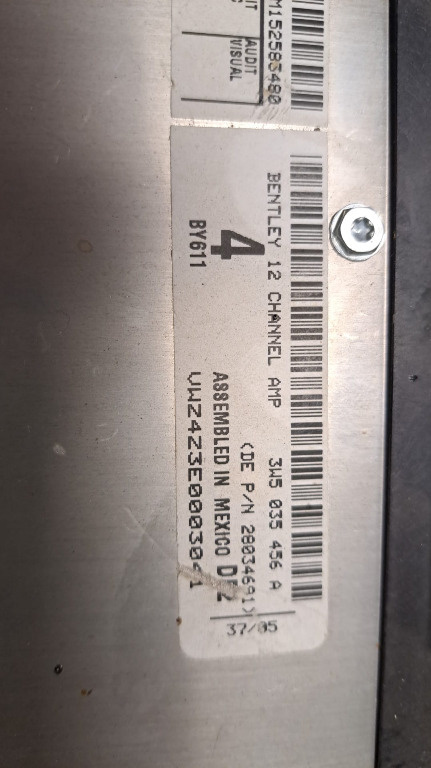 M152583480
AUDIT
VISUAL
BENTLEY 12 CHANNEL AMP 3W5 035 456 A
4 (DE P/N 28034691)
BY611 ASSEMBLED IN MEXICO
VWZ4Z3E0003041
37/05